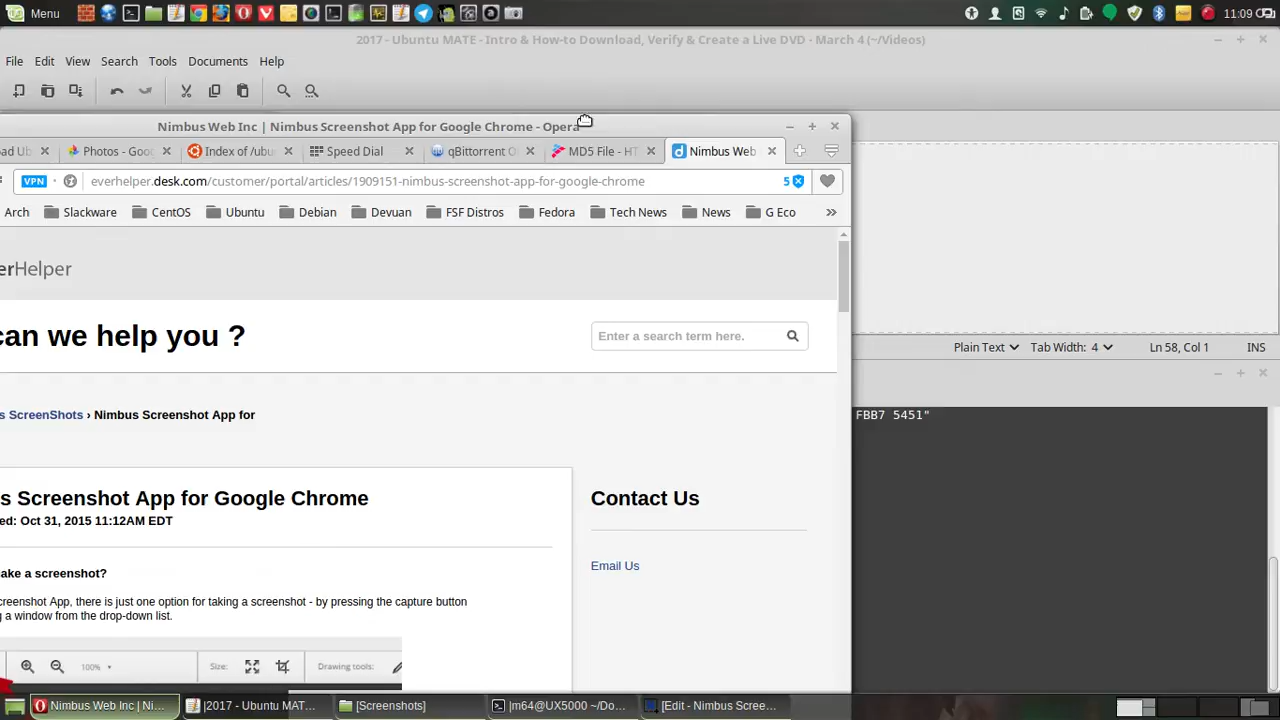 Menu
11:09
2017 - Ubuntu MATE - Intro & How-to Download, Verify & Create a Live DVD - March 4 (~/Videos)
File Edit View Search Tools Documents Help
Nimbus Web Inc | Nimbus Screenshot App for Google Chrome - Opera
oad Ub Photos - Goog Index of /ubun Speed Dial qBittorrent O MD5 File - HT Nimbus Web
VPN everhelper.desk.com/customer/portal/articles/1909151-nimbus-screenshot-app-for-google-chrome 5
Arch Slackware CentOS Ubuntu Debian Devuan FSF Distros Fedora Tech News News G Eco »
erHelper
can we help you ?
Enter a search term here.
Plain Text Tab Width: 4 Ln 58, Col 1 INS
s ScreenShots › Nimbus Screenshot App for
FBB7 5451"
s Screenshot App for Google Chrome
ed: Oct 31, 2015 11:12AM EDT
Contact Us
Email Us
ake a screenshot?
creenshot App, there is just one option for taking a screenshot - by pressing the capture button
g a window from the drop-down list.
100% Size: Drawing tools:
Nimbus Web Inc | Ni... |2017 - Ubuntu MAT... [Screenshots] |m64@UX5000 ~/Do... [Edit - Nimbus Scree...